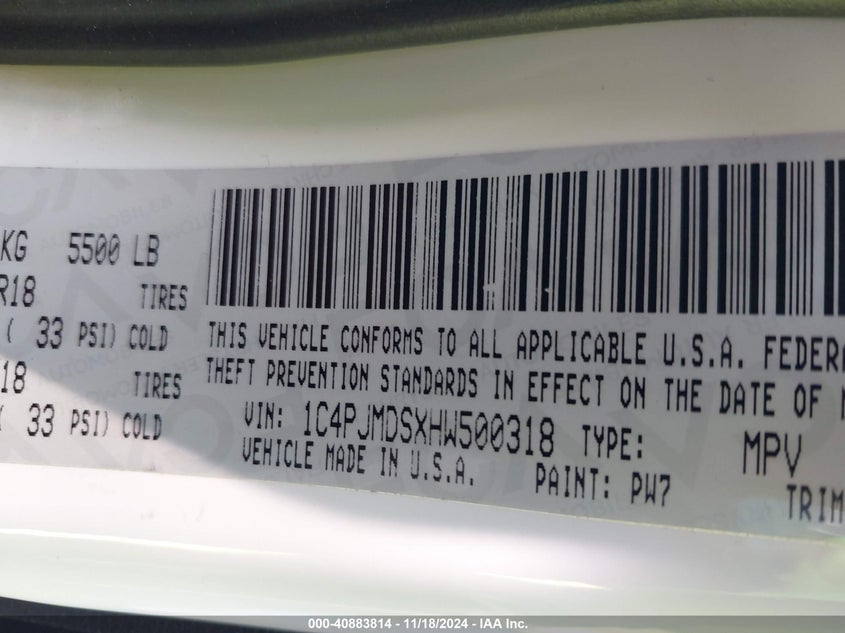 KG 5500 LB
R18 TIRES
( 33 PSI) COLD
18 TIRES
( 33 PSI) COLD
THIS VEHICLE CONFORMS TO ALL APPLICABLE U.S.A. FEDERA
THEFT PREVENTION STANDARDS IN EFFECT ON THE DATE OF
VIN: 1C4PJMDSXHW500318 TYPE: MPV
VEHICLE MADE IN U.S.A. PAINT: PW7 TRIM
000-40883814 - 11/18/2024 - IAA Inc.